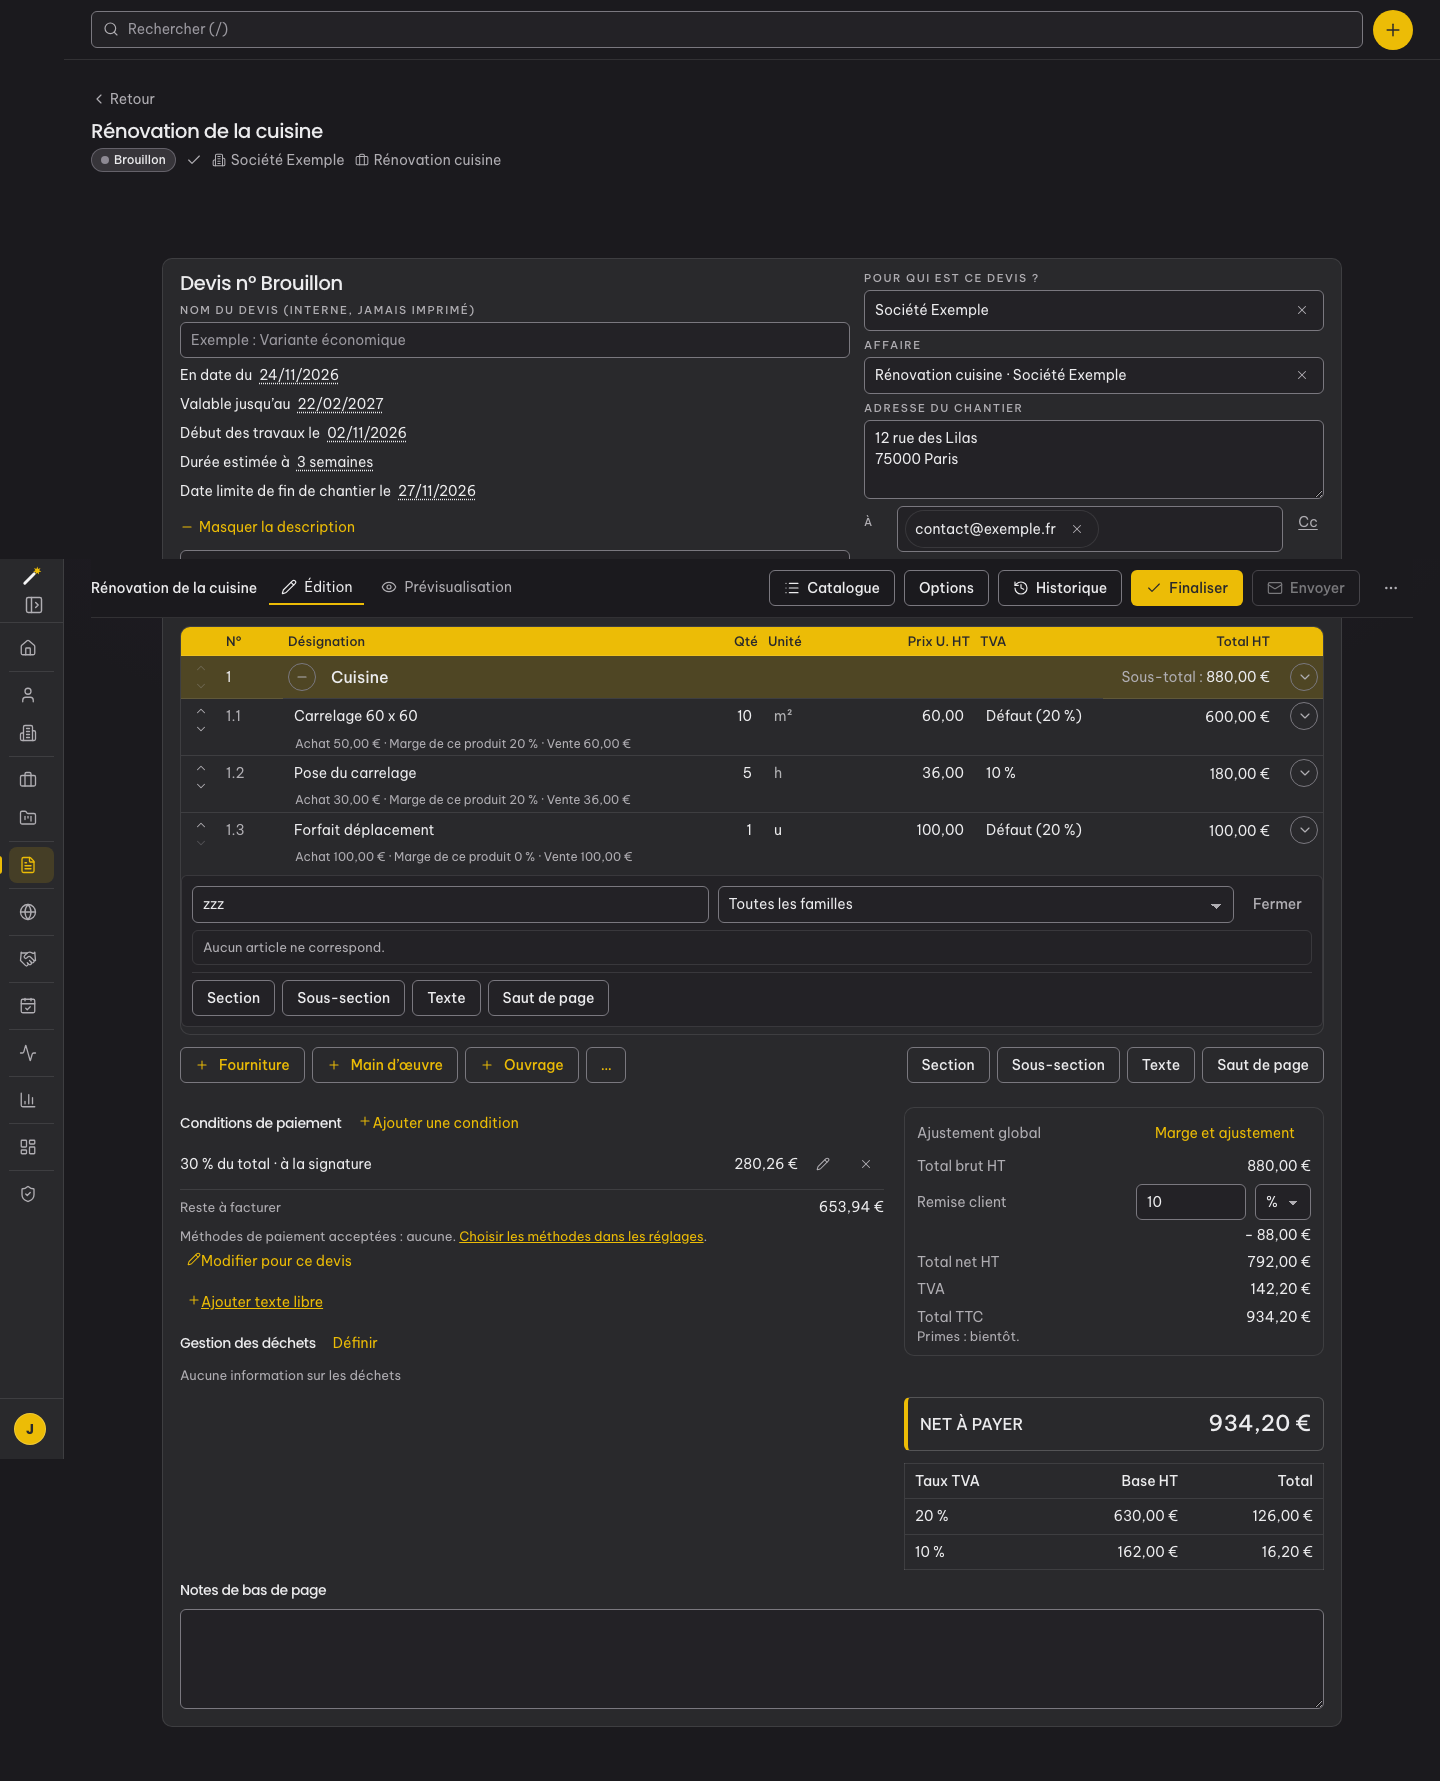 Rechercher (/)
Retour
Rénovation de la cuisine
Brouillon Société Exemple Rénovation cuisine
Devis n° Brouillon
NOM DU DEVIS (INTERNE, JAMAIS IMPRIMÉ)
Exemple : Variante économique
En date du 24/11/2026
Valable jusqu’au 22/02/2027
Début des travaux le 02/11/2026
Durée estimée à 3 semaines
Date limite de fin de chantier le 27/11/2026
Masquer la description
POUR QUI EST CE DEVIS ?
Société Exemple
AFFAIRE
Rénovation cuisine · Société Exemple
ADRESSE DU CHANTIER
12 rue des Lilas
75000 Paris
À contact@exemple.fr Cc
Rénovation de la cuisine Édition Prévisualisation Catalogue Options Historique Finaliser Envoyer
N° Désignation Qté Unité Prix U. HT TVA Total HT
1 Cuisine Sous-total : 880,00 €
1.1 Carrelage 60 x 60 10 m² 60,00 Défaut (20 %) 600,00 €
Achat 50,00 € · Marge de ce produit 20 % · Vente 60,00 €
1.2 Pose du carrelage 5 h 36,00 10 % 180,00 €
Achat 30,00 € · Marge de ce produit 20 % · Vente 36,00 €
1.3 Forfait déplacement 1 u 100,00 Défaut (20 %) 100,00 €
Achat 100,00 € · Marge de ce produit 0 % · Vente 100,00 €
zzz Toutes les familles Fermer
Aucun article ne correspond.
Section Sous-section Texte Saut de page
Fourniture Main d’œuvre Ouvrage ... Section Sous-section Texte Saut de page
Conditions de paiement Ajouter une condition
30 % du total · à la signature 280,26 €
Reste à facturer 653,94 €
Méthodes de paiement acceptées : aucune. Choisir les méthodes dans les réglages.
Modifier pour ce devis
Ajouter texte libre
Gestion des déchets Définir
Aucune information sur les déchets
Ajustement global Marge et ajustement
Total brut HT 880,00 €
Remise client 10 %
- 88,00 €
Total net HT 792,00 €
TVA 142,20 €
Total TTC 934,20 €
Primes : bientôt.
NET À PAYER 934,20 €
Taux TVA Base HT Total
20 % 630,00 € 126,00 €
10 % 162,00 € 16,20 €
Notes de bas de page
J